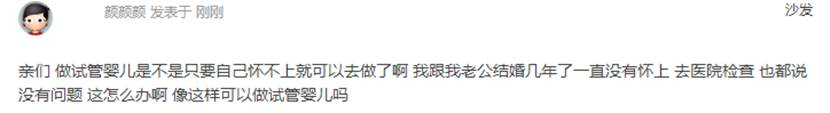 颜颜颜 发表于 刚刚
沙发
亲们 做试管婴儿是不是只要自己怀不上就可以去做了啊 我跟我老公结婚几年了一直没有怀上 去医院检查 也都说
没有问题 这怎么办啊 像这样可以做试管婴儿吗